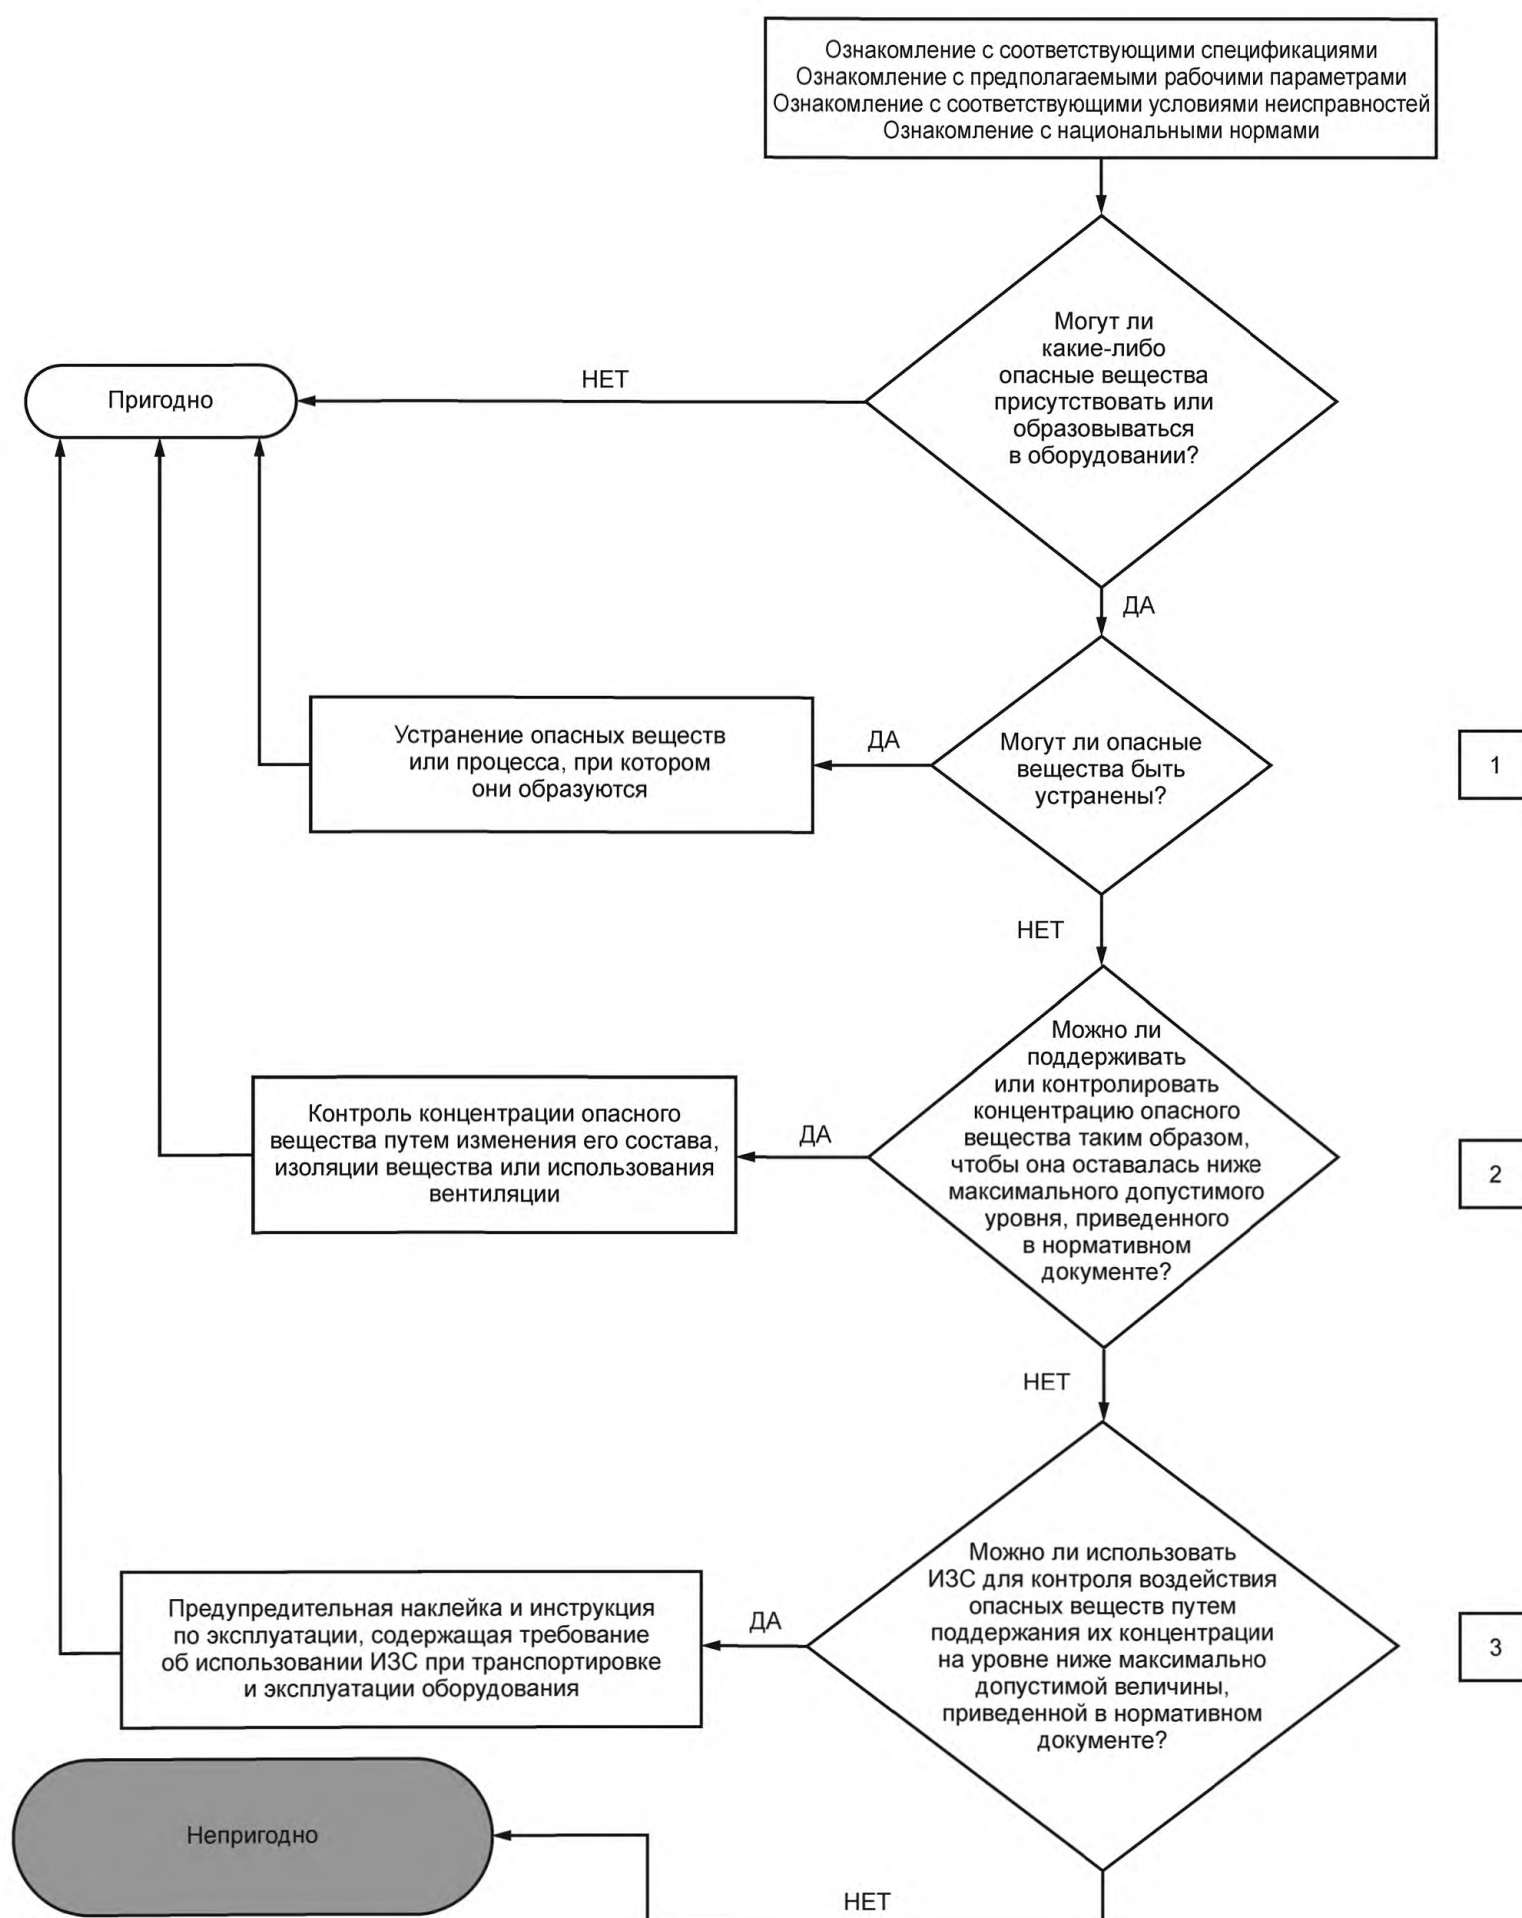 Ознакомление с соответствующими спецификациями
Ознакомление с предполагаемыми рабочими параметрами
Ознакомление с соответствующими условиями неисправностей
Ознакомление с национальными нормами
Могут ли
какие-либо
опасные вещества
присутствовать или
образовываться
в оборудовании?
НЕТ
Пригодно
ДА
Могут ли опасные
вещества быть
устранены?
ДА
Устранение опасных веществ
или процесса, при котором
они образуются
1
НЕТ
Можно ли
поддерживать
или контролировать
концентрацию опасного
вещества таким образом,
чтобы она оставалась ниже
максимального допустимого
уровня, приведенного
в нормативном
документе?
ДА
Контроль концентрации опасного
вещества путем изменения его состава,
изоляции вещества или использования
вентиляции
2
НЕТ
Можно ли использовать
ИЗС для контроля воздействия
опасных веществ путем
поддержания их концентрации
на уровне ниже максимально
допустимой величины,
приведенной в нормативном
документе?
ДА
Предупредительная наклейка и инструкция
по эксплуатации, содержащая требование
об использовании ИЗС при транспортировке
и эксплуатации оборудования
3
Непригодно
НЕТ